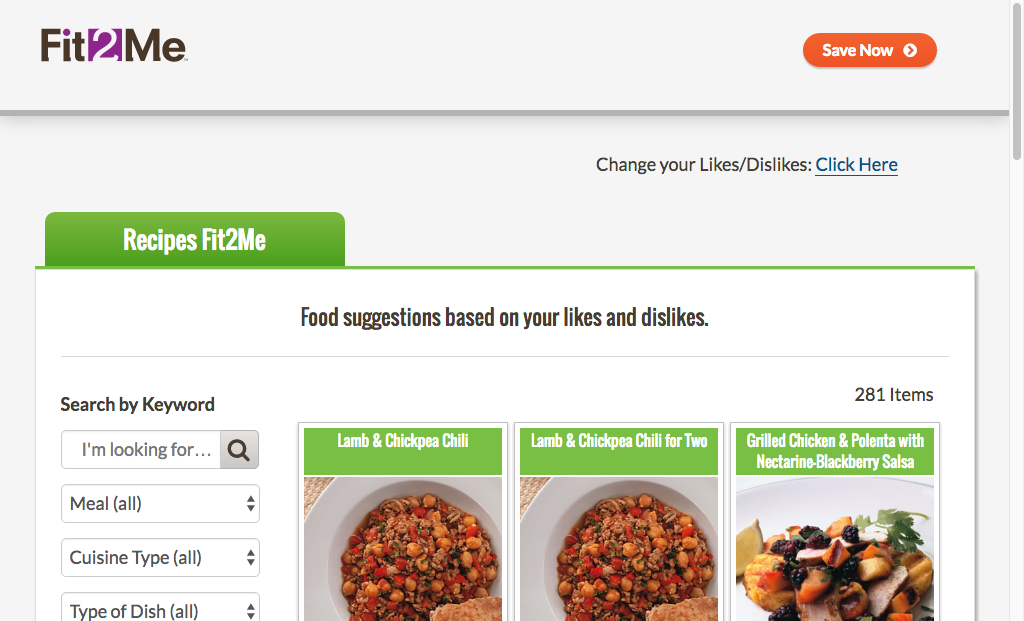 Fit2Me
Save Now
Change your Likes/Dislikes: Click Here
Recipes Fit2Me
Food suggestions based on your likes and dislikes.
281 Items
Search by Keyword
I'm looking for...
Meal (all)
Cuisine Type (all)
Type of Dish (all)
Lamb & Chickpea Chili
Lamb & Chickpea Chili for Two
Grilled Chicken & Polenta with
Nectarine-Blackberry Salsa